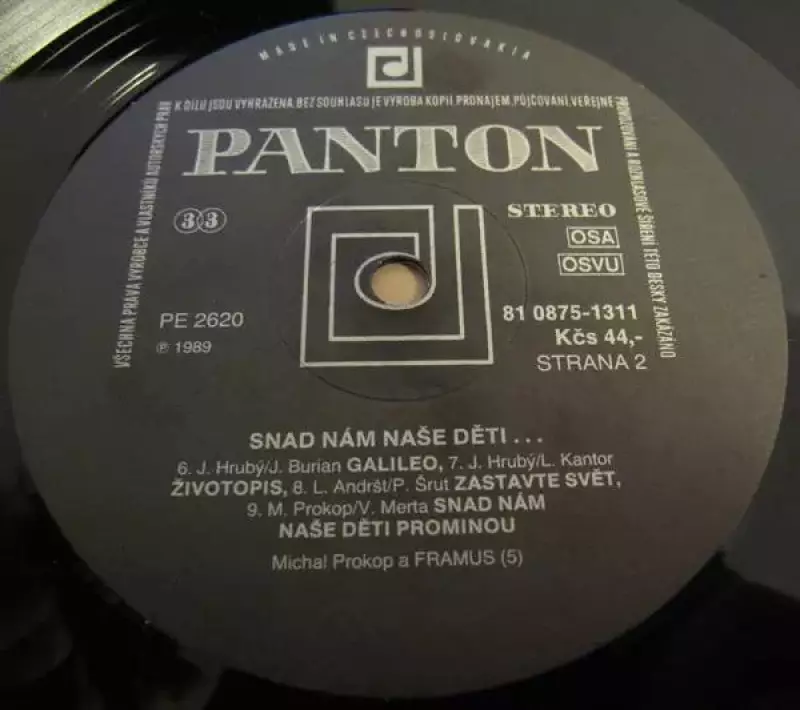 MADE IN CZECHOSLOVAKIA
VŠECHNA PRÁVA VÝROBCE A VLASTNÍKŮ AUTORSKÝCH PRÁV K DÍLU JSOU VYHRAZENA. BEZ SOUHLASU JE VÝROBA KOPIÍ, PRONÁJEM, PŮJČOVÁNÍ, VEŘEJNÉ PROVOZOVÁNÍ A ROZHLASOVÉ ŠÍŘENÍ TÉTO DESKY ZAKÁZÁNO
PANTON
33
STEREO
OSA
OSVU
PE 2620
Ⓟ 1989
81 0875-1311
Kčs 44,-
STRANA 2
SNAD NÁM NAŠE DĚTI . . .
6. J. Hrubý/J. Burian GALILEO, 7. J. Hrubý/L. Kantor
ŽIVOTOPIS, 8. L. Andršt/P. Šrut ZASTAVTE SVĚT,
9. M. Prokop/V. Merta SNAD NÁM
NAŠE DĚTI PROMINOU
Michal Prokop a FRAMUS (5)